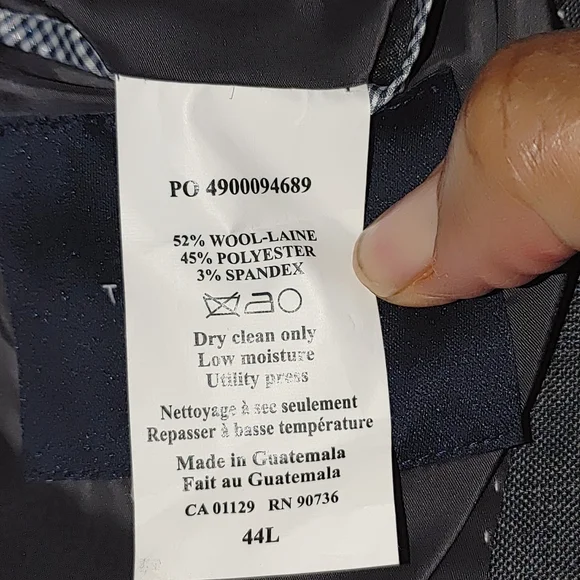 PO 4900094689
52% WOOL-LAINE
45% POLYESTER
3% SPANDEX
Dry clean only
Low moisture
Utility press
Nettoyage à sec seulement
Repasser à basse température
Made in Guatemala
Fait au Guatemala
CA 01129 RN 90736
44L
T